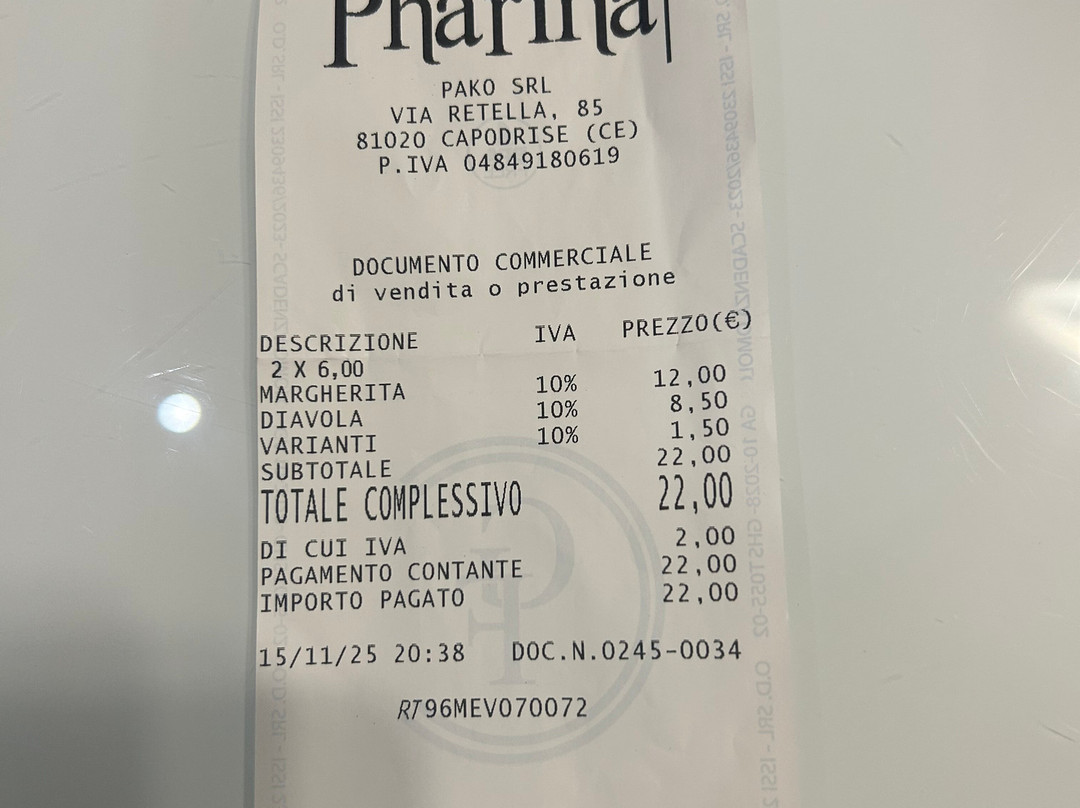 PAKO SRL
VIA RETELLA, 85
81020 CAPODRISE (CE)
P.IVA 04849180619
DOCUMENTO COMMERCIALE
di vendita o prestazione
DESCRIZIONE IVA PREZZO(€)
2 X 6,00
MARGHERITA 10% 12,00
DIAVOLA 10% 8,50
VARIANTI 10% 1,50
SUBTOTALE 22,00
TOTALE COMPLESSIVO 22,00
DI CUI IVA 2,00
PAGAMENTO CONTANTE 22,00
IMPORTO PAGATO 22,00
15/11/25 20:38 DOC.N.0245-0034
RT96MEV070072